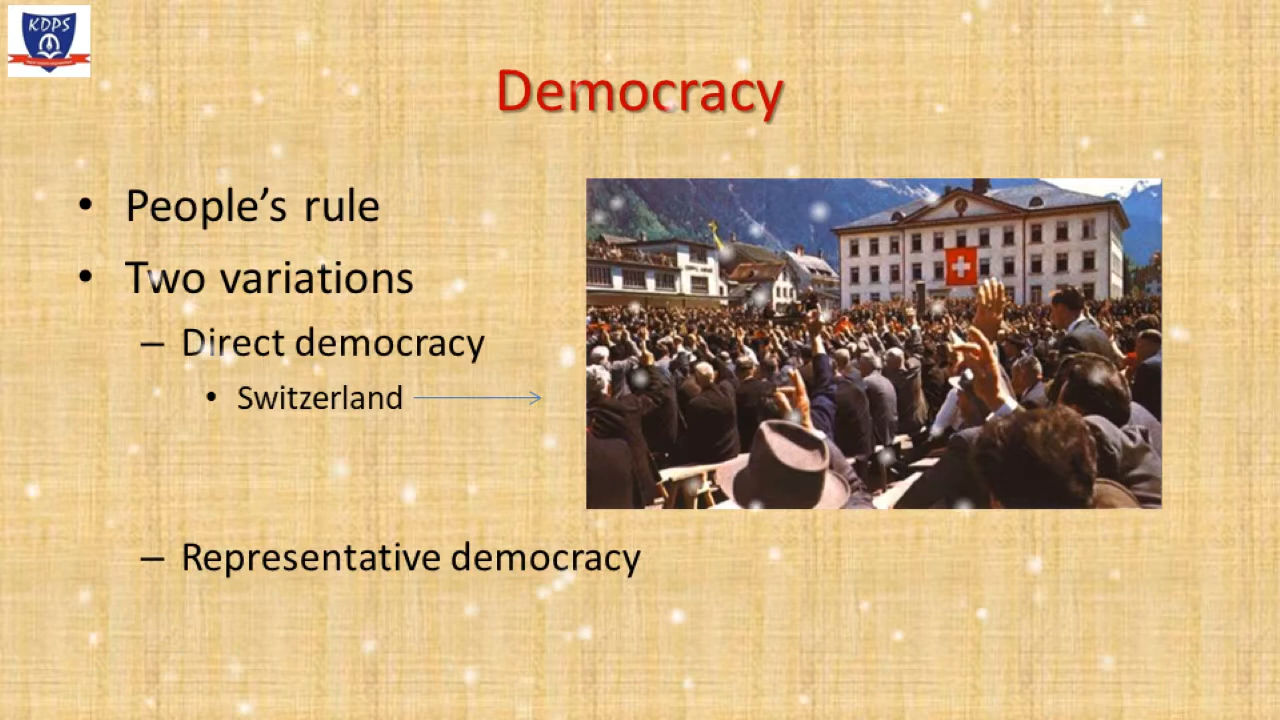 KDPS
Democracy
• People’s rule
• Two variations
– Direct democracy
• Switzerland
– Representative democracy